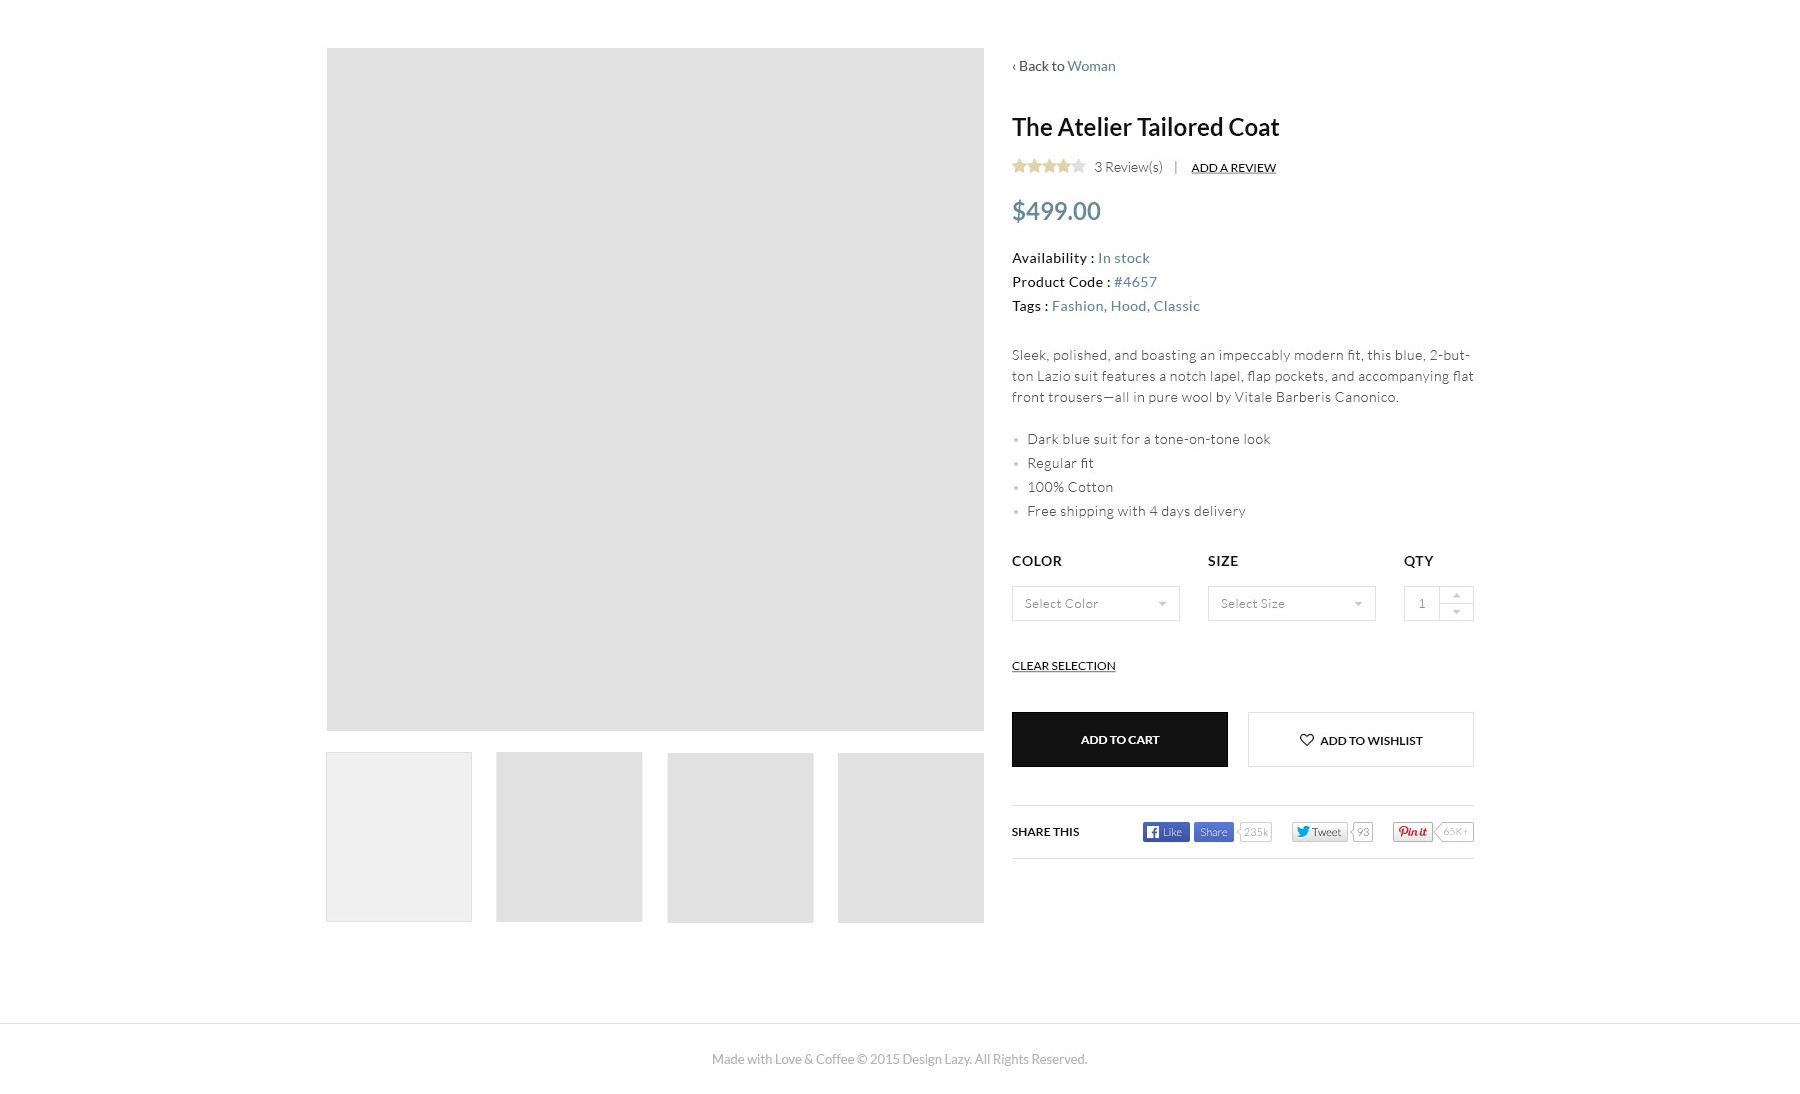 ‹ Back to Woman
The Atelier Tailored Coat
3 Review(s) | ADD A REVIEW
$499.00
Availability : In stock
Product Code : #4657
Tags : Fashion, Hood, Classic
Sleek, polished, and boasting an impeccably modern fit, this blue, 2-but-
ton Lazio suit features a notch lapel, flap pockets, and accompanying flat
front trousers—all in pure wool by Vitale Barberis Canonico.
• Dark blue suit for a tone-on-tone look
• Regular fit
• 100% Cotton
• Free shipping with 4 days delivery
COLOR SIZE QTY
Select Color Select Size 1
CLEAR SELECTION
ADD TO CART ADD TO WISHLIST
SHARE THIS Like Share 235k Tweet 93 Pin it 65K+
Made with Love & Coffee © 2015 Design Lazy. All Rights Reserved.